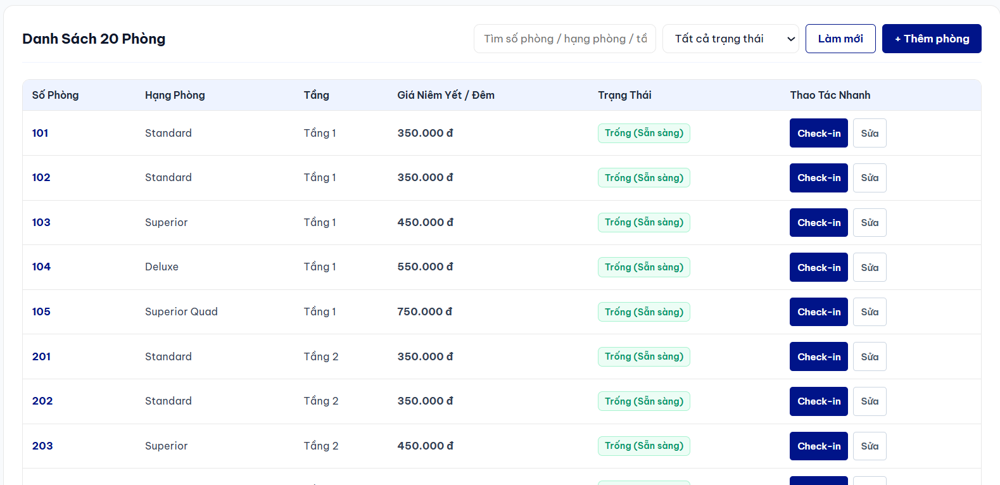 Danh Sách 20 Phòng
Tìm số phòng / hạng phòng / tầ
Tất cả trạng thái
Làm mới
+ Thêm phòng
Số Phòng Hạng Phòng Tầng Giá Niêm Yết / Đêm Trạng Thái Thao Tác Nhanh
101 Standard Tầng 1 350.000 đ Trống (Sẵn sàng) Check-in Sửa
102 Standard Tầng 1 350.000 đ Trống (Sẵn sàng) Check-in Sửa
103 Superior Tầng 1 450.000 đ Trống (Sẵn sàng) Check-in Sửa
104 Deluxe Tầng 1 550.000 đ Trống (Sẵn sàng) Check-in Sửa
105 Superior Quad Tầng 1 750.000 đ Trống (Sẵn sàng) Check-in Sửa
201 Standard Tầng 2 350.000 đ Trống (Sẵn sàng) Check-in Sửa
202 Standard Tầng 2 350.000 đ Trống (Sẵn sàng) Check-in Sửa
203 Superior Tầng 2 450.000 đ Trống (Sẵn sàng) Check-in Sửa